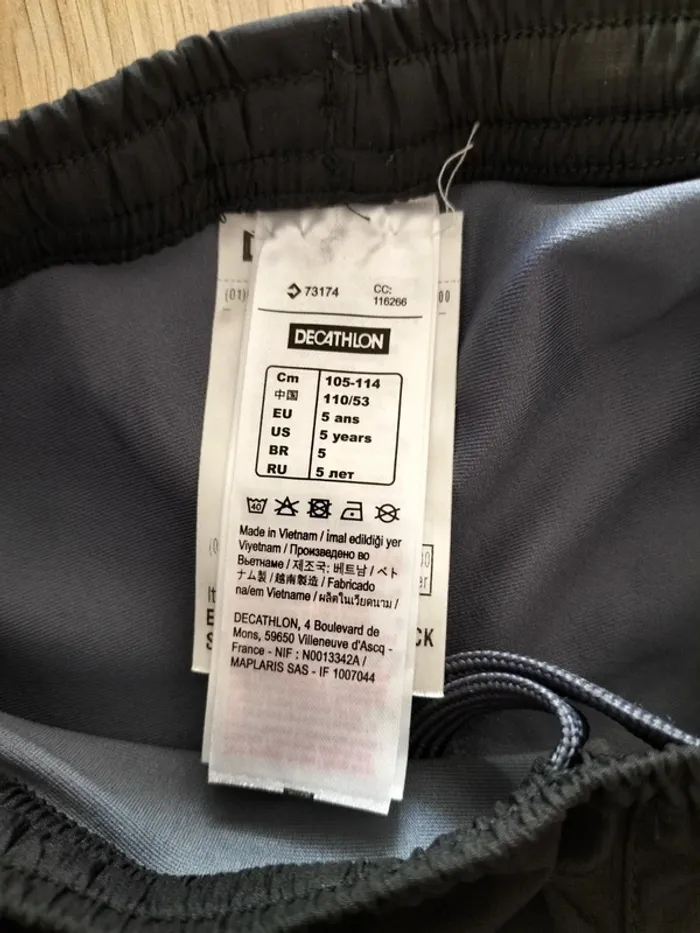 73174
CC:
116266
DECATHLON
Cm 105-114
中国 110/53
EU 5 ans
US 5 years
BR 5
RU 5 лет
40
Made in Vietnam / İmal edildiği yer
Viyetnam / Произведено во
Вьетнаме / 제조국: 베트남 / ベト
ナム製 / 越南製造 / Fabricado
na/em Vietname / ผลิตในเวียดนาม /
DECATHLON, 4 Boulevard de
Mons, 59650 Villeneuve d'Ascq -
France - NIF : N0013342A /
MAPLARIS SAS - IF 1007044
(01)
00
CK